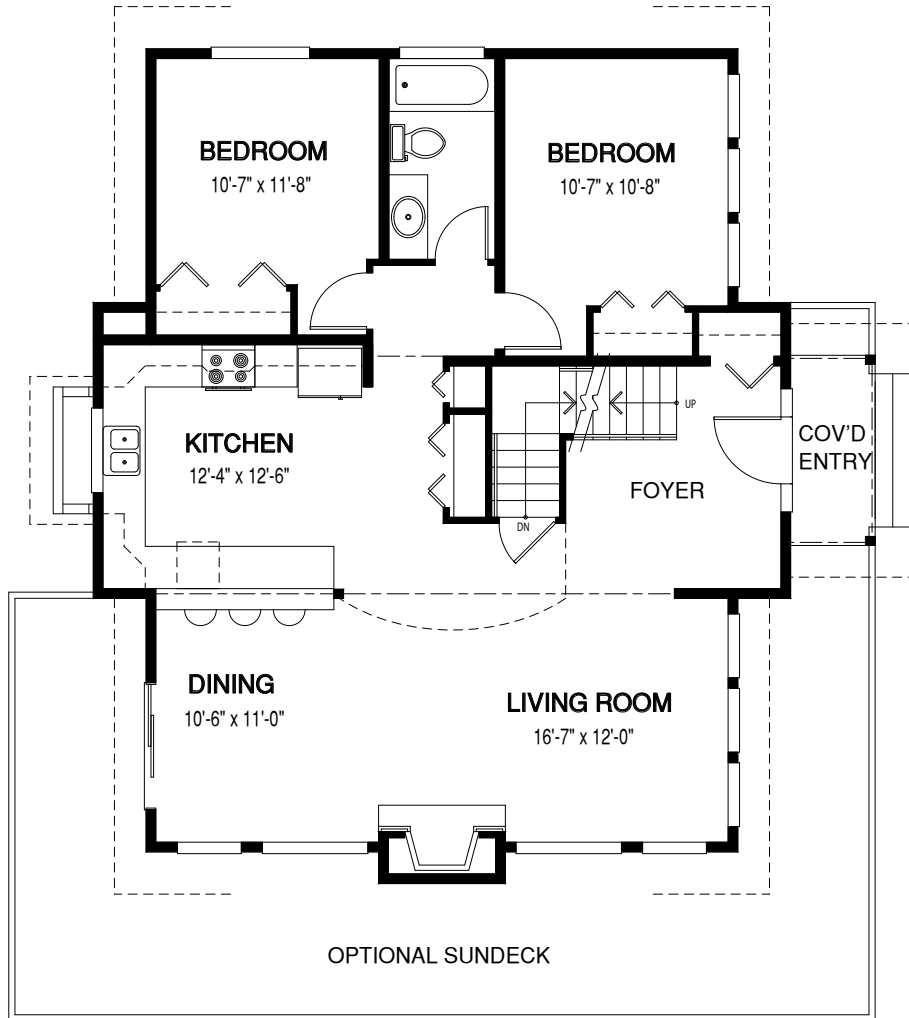 BEDROOM
10'-7" x 11'-8"
BEDROOM
10'-7" x 10'-8"
KITCHEN
12'-4" x 12'-6"
UP
DN
FOYER
COV'D
ENTRY
DINING
10'-6" x 11'-0"
LIVING ROOM
16'-7" x 12'-0"
OPTIONAL SUNDECK